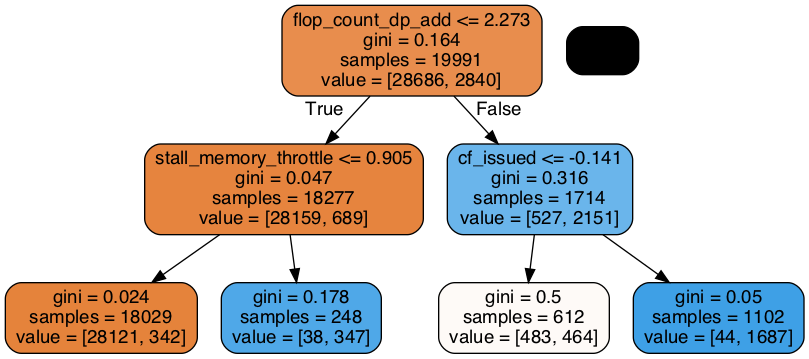 flop_count_dp_add <= 2.273
gini = 0.164
samples = 19991
value = [28686, 2840]
True
False
stall_memory_throttle <= 0.905
gini = 0.047
samples = 18277
value = [28159, 689]
cf_issued <= -0.141
gini = 0.316
samples = 1714
value = [527, 2151]
gini = 0.024
samples = 18029
value = [28121, 342]
gini = 0.178
samples = 248
value = [38, 347]
gini = 0.5
samples = 612
value = [483, 464]
gini = 0.05
samples = 1102
value = [44, 1687]